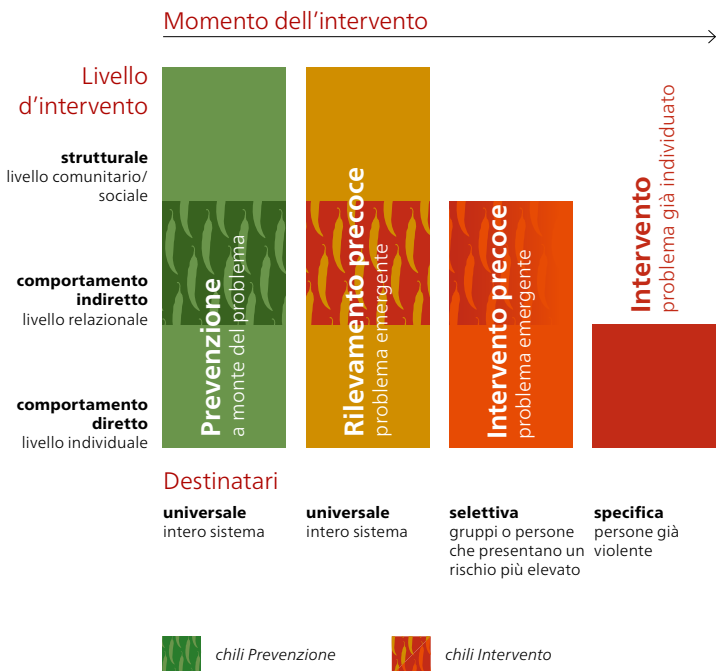 Momento dell'intervento
Livello
d'intervento
strutturale
livello comunitario/
sociale
comportamento
indiretto
livello relazionale
comportamento
diretto
livello individuale
Prevenzione
a monte del problema
Rilevamento precoce
problema emergente
Intervento precoce
problema emergente
Intervento
problema già individuato
Destinatari
universale
intero sistema
universale
intero sistema
selettiva
gruppi o persone
che presentano un
rischio più elevato
specifica
persone già
violente
chili Prevenzione
chili Intervento